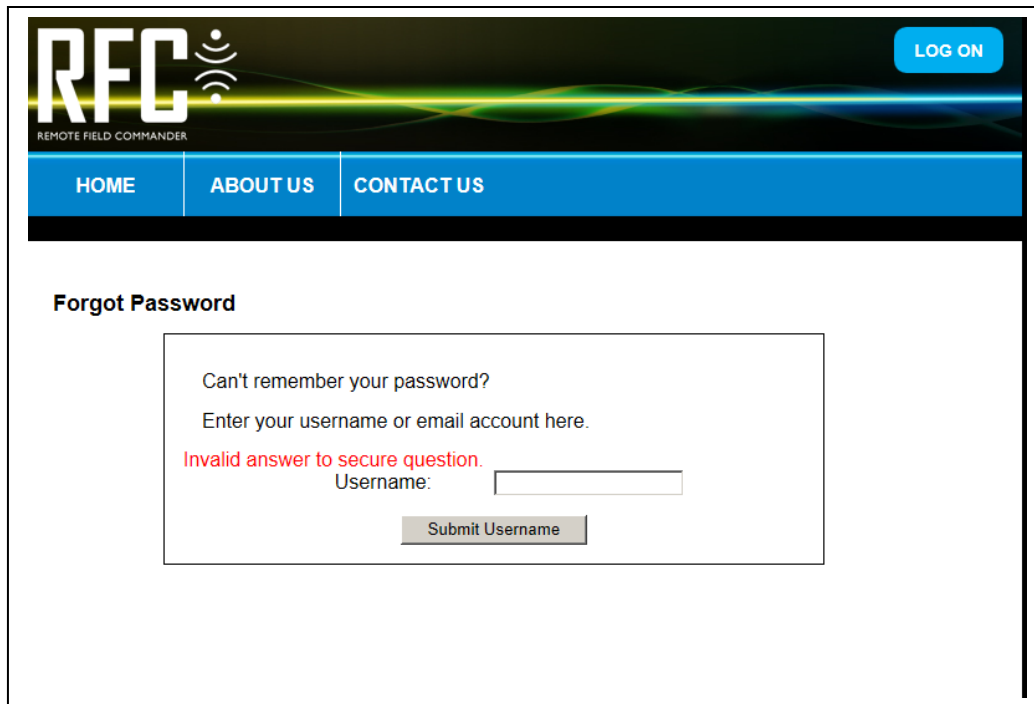 RFC
REMOTE FIELD COMMANDER
LOG ON
HOME ABOUT US CONTACT US
Forgot Password
Can't remember your password?
Enter your username or email account here.
Invalid answer to secure question.
Username:
Submit Username